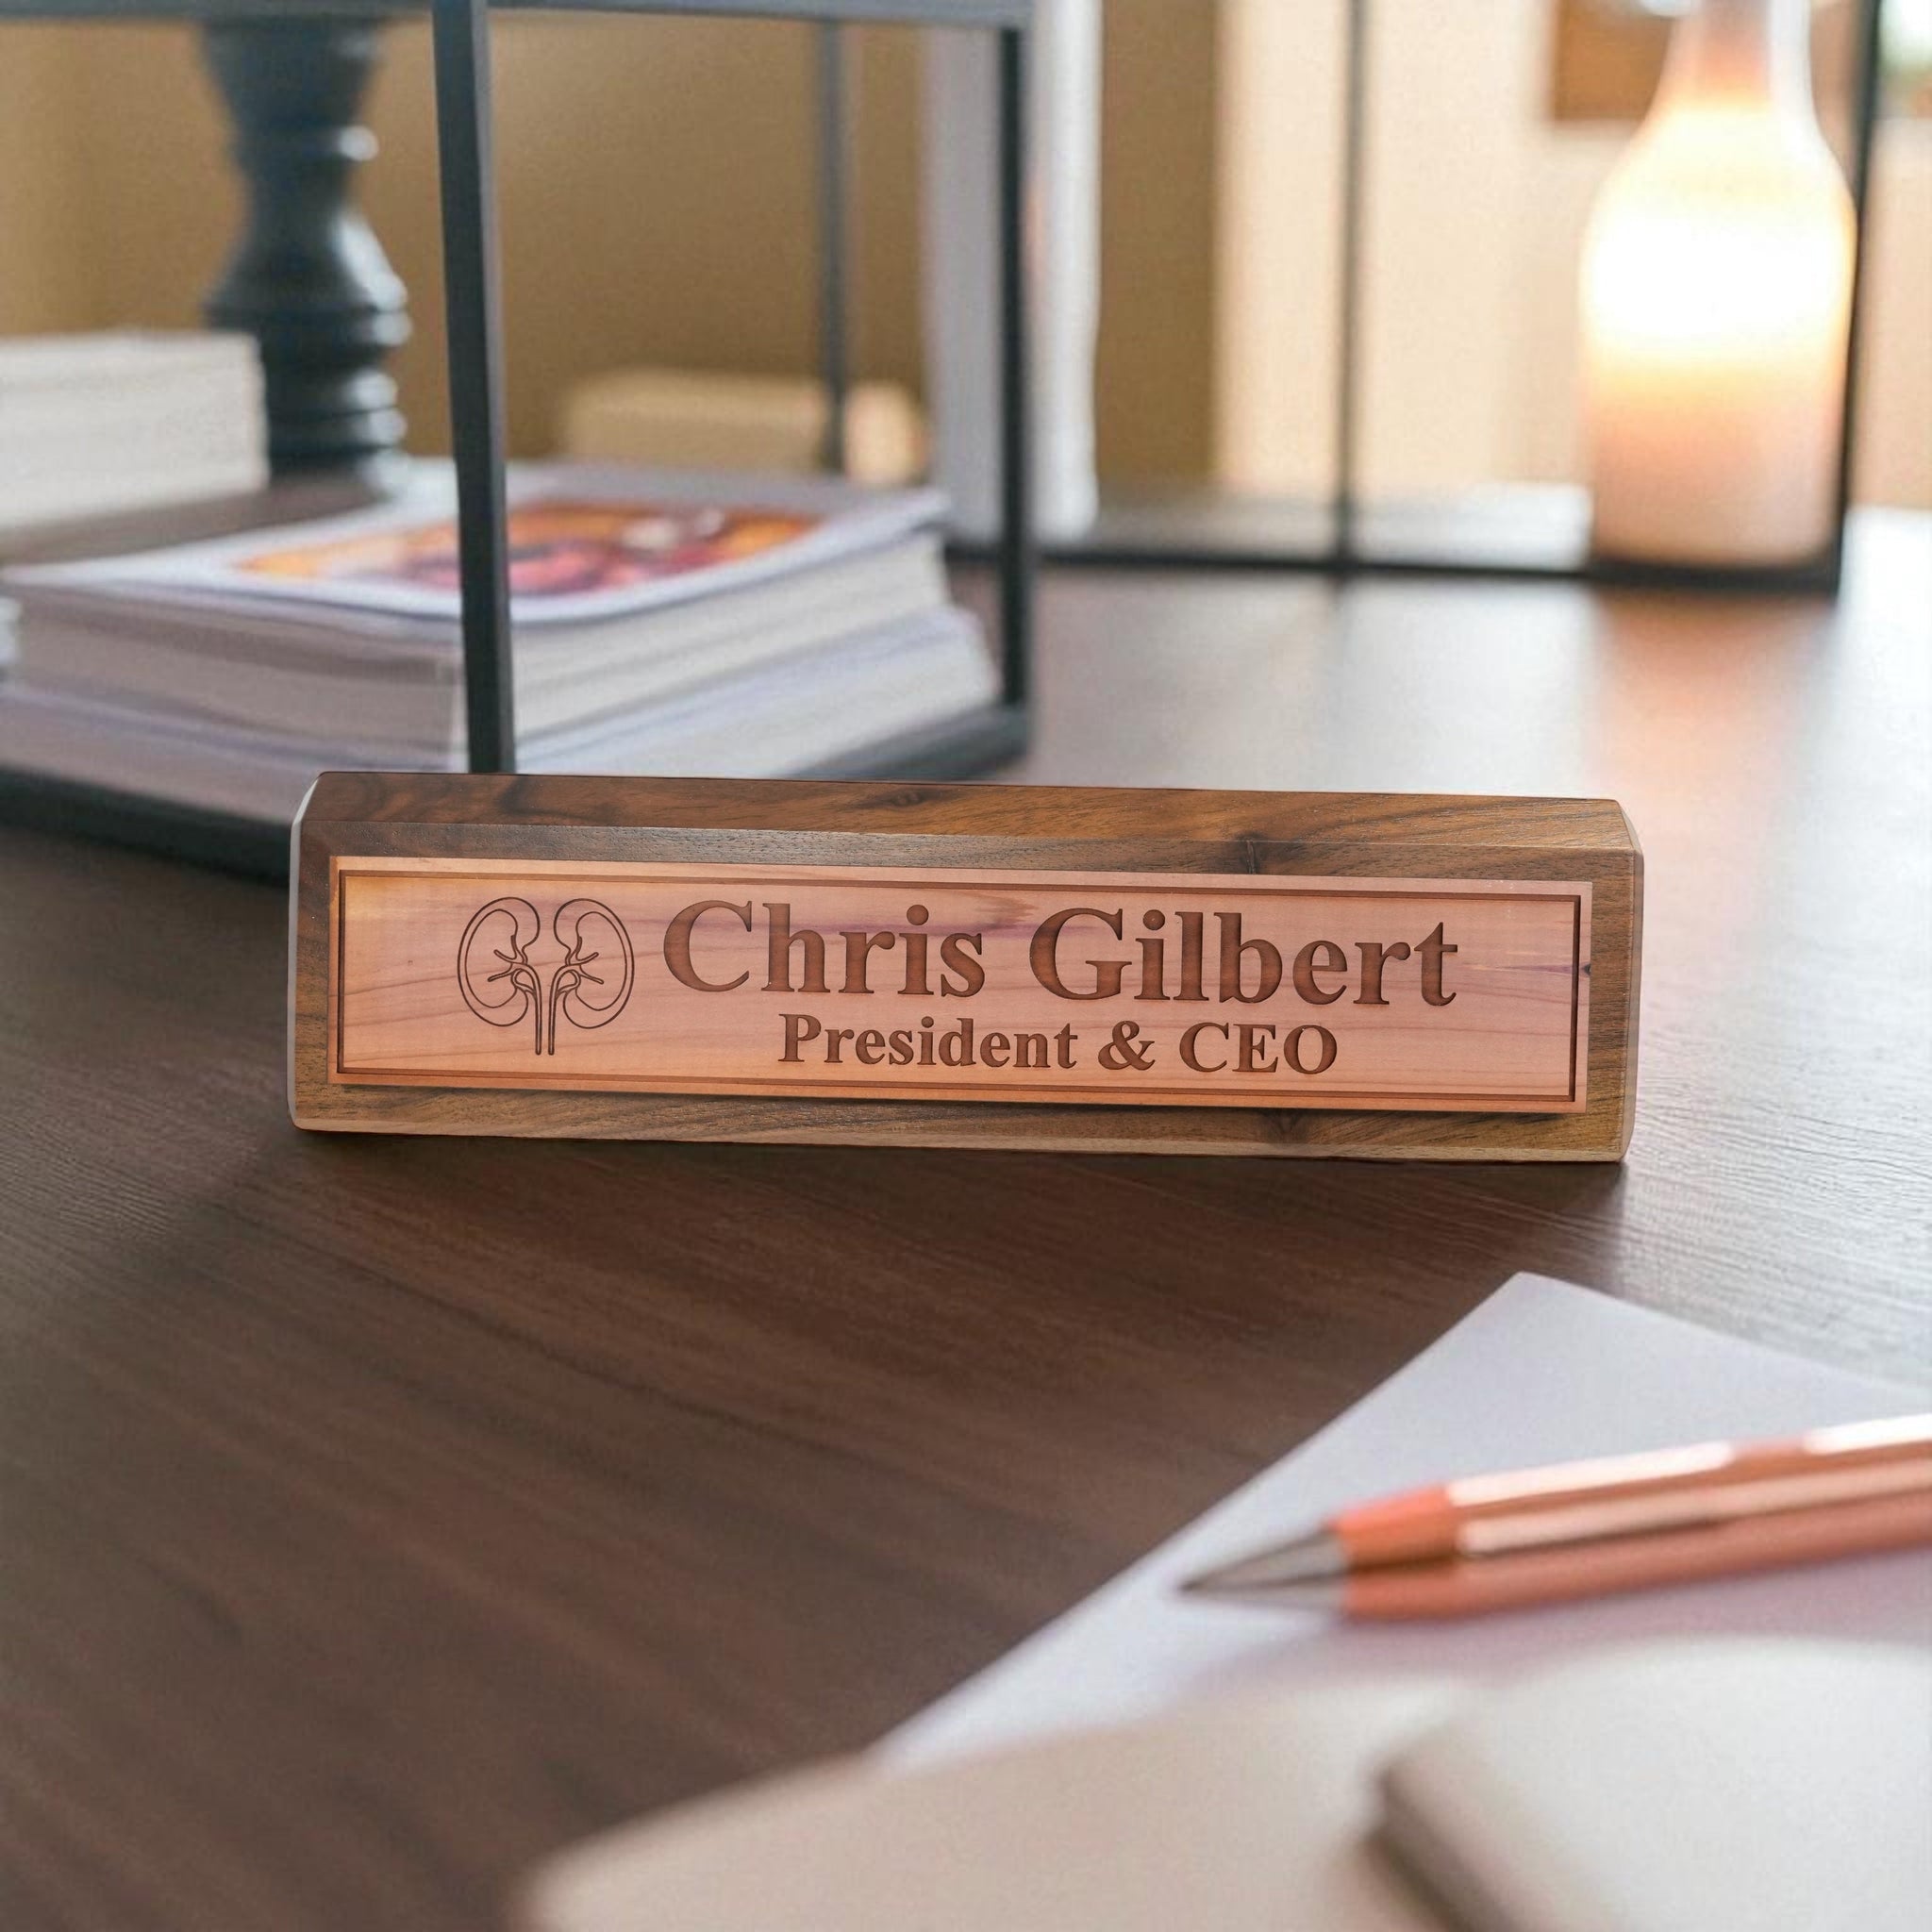 Chris Gilbert
President & CEO